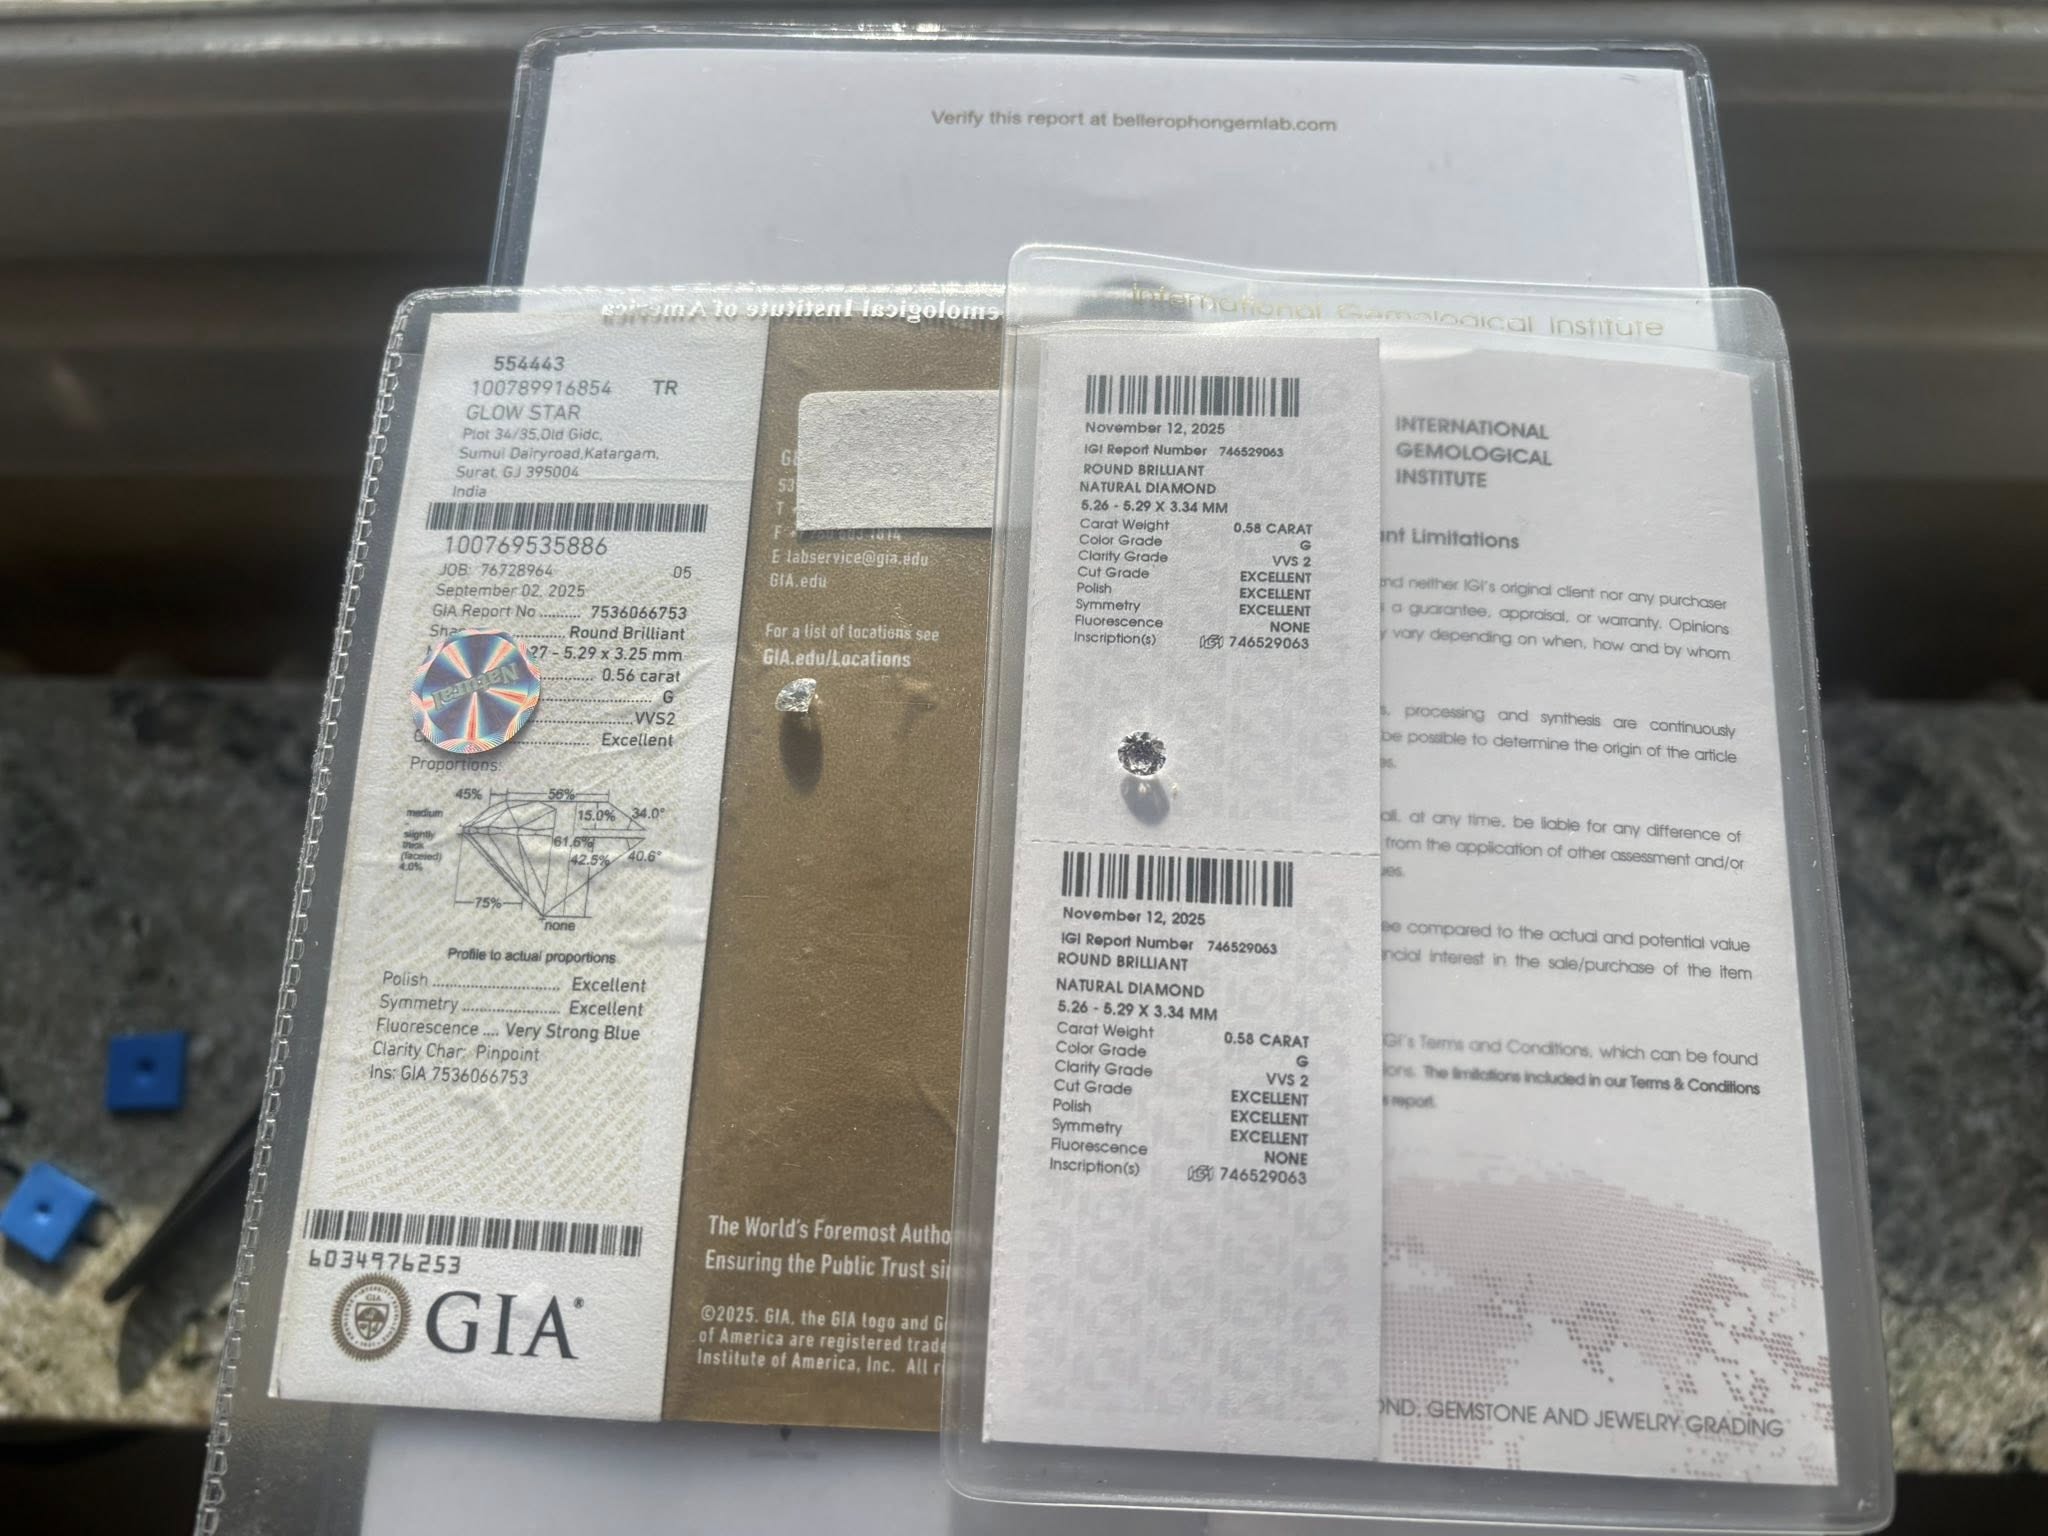 Verify this report at bellerophongemlab.com
Gemological Institute of America
554443
100789916854 TR
GLOW STAR
Plot 34/35,Old Gidc,
Sumul Dairyroad,Katargam,
Surat, GJ 395004
India
100769535886
JOB: 76728964 05
September 02, 2025
GIA Report No .......... 7536066753
Round Brilliant
27 - 5.29 x 3.25 mm
0.56 carat
G
VVS2
Excellent
Natural
Proportions:
45% 56%
15.0% 34.0°
medium
-
slightly
thick
(faceted)
4.0%
61.6%
42.5% 40.6°
75%
none
Profile to actual proportions
Polish .............................. Excellent
Symmetry ......................... Excellent
Fluorescence .... Very Strong Blue
Clarity Char: Pinpoint
Ins: GIA 7536066753
6034976253
GIA®
E labservice@gia.edu
GIA.edu
For a list of locations see
GIA.edu/Locations
The World's Foremost
Ensuring the Public Trust
©2025. GIA, the GIA logo and
of America are registered
Institute of America, Inc. All
International Gemological Institute
November 12, 2025
IGI Report Number 746529063
ROUND BRILLIANT
NATURAL DIAMOND
5.26 - 5.29 X 3.34 MM
Carat Weight 0.58 CARAT
Color Grade G
Clarity Grade VVS 2
Cut Grade EXCELLENT
Polish EXCELLENT
Symmetry EXCELLENT
Fluorescence NONE
Inscription(s) IGI 746529063
November 12, 2025
IGI Report Number 746529063
ROUND BRILLIANT
NATURAL DIAMOND
5.26 - 5.29 X 3.34 MM
Carat Weight 0.58 CARAT
Color Grade G
Clarity Grade VVS 2
Cut Grade EXCELLENT
Polish EXCELLENT
Symmetry EXCELLENT
Fluorescence NONE
Inscription(s) IGI 746529063
INTERNATIONAL
GEMOLOGICAL
INSTITUTE
Limitations
neither IGI's original client nor any purchaser
a guarantee, appraisal, or warranty. Opinions
vary depending on when, how and by whom
processing and synthesis are continuously
be possible to determine the origin of the article
at any time, be liable for any difference of
from the application of other assessment and/or
compared to the actual and potential value
interest in the sale/purchase of the item
IGI's Terms and Conditions, which can be found
The limitations included in our Terms & Conditions
report.
GEMSTONE AND JEWELRY GRADING